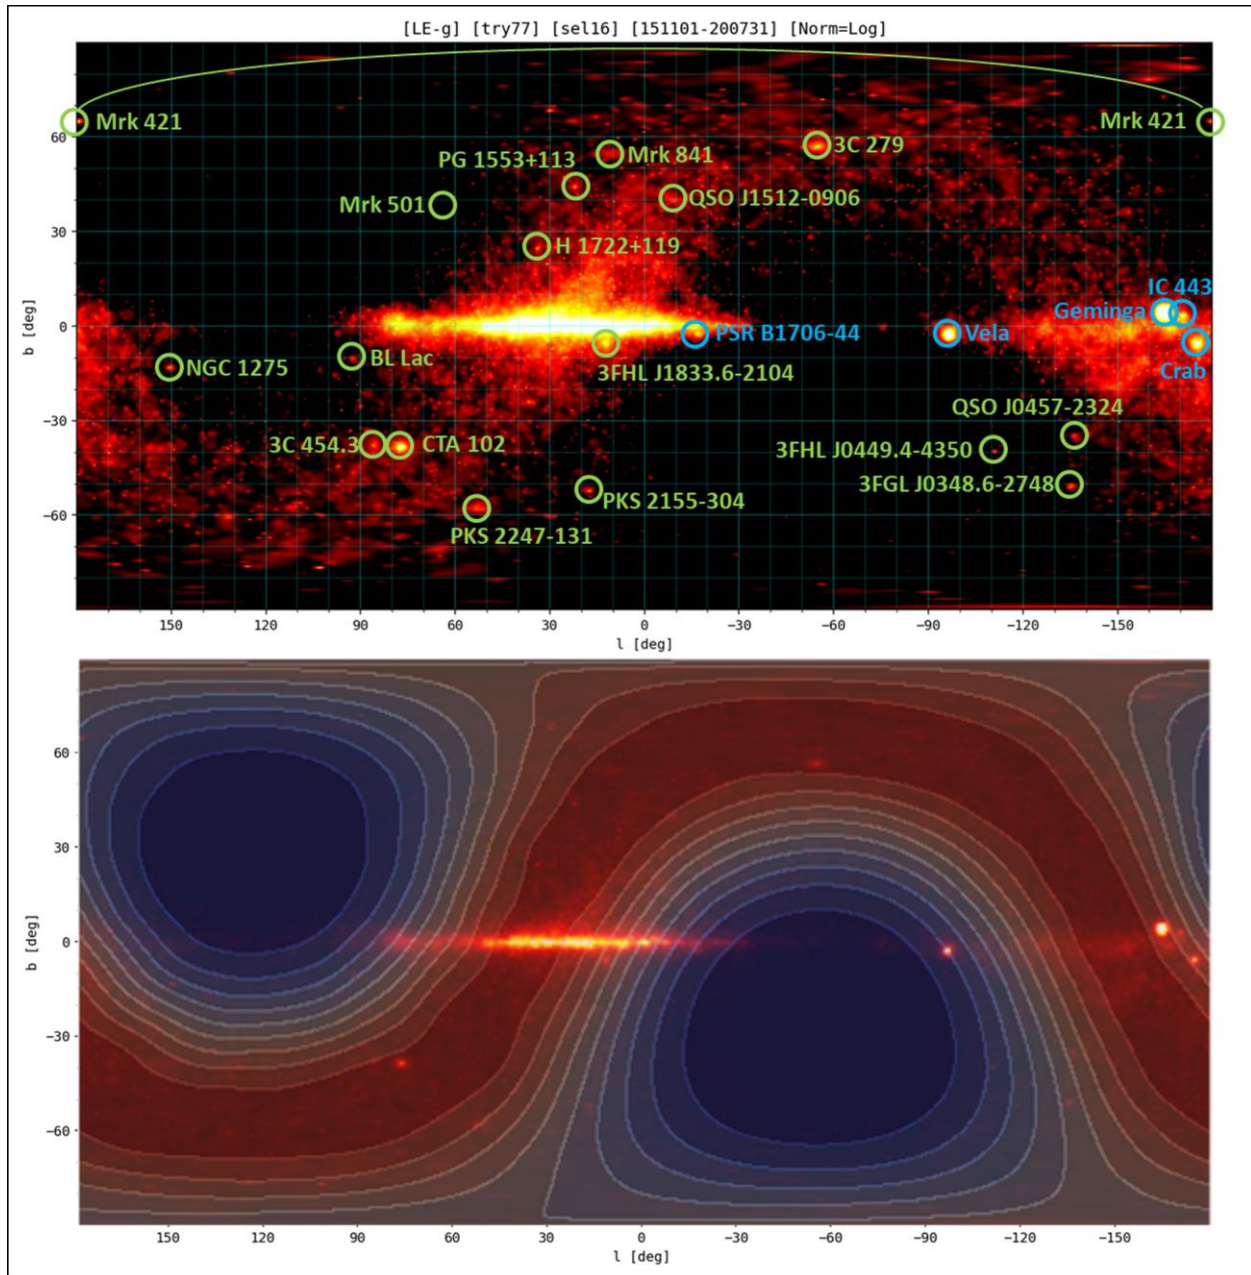 [LE-g] [try77] [sel16] [151101-200731] [Norm=Log]
Mrk 421
Mrk 421
60
PG 1553+113
Mrk 841
3C 279
Mrk 501
QSO J1512-0906
30
H 1722+119
IC 443
Geminga
0
PSR B1706-44
Vela
BL Lac
NGC 1275
3FHL J1833.6-2104
Crab
−30
QSO J0457-2324
3C 454.3
CTA 102
3FHL J0449.4-4350
3FGL J0348.6-2748
PKS 2155-304
−60
PKS 2247-131
b [deg]
150 120 90 60 30 0 −30 −60 −90 −120 −150
l [deg]
60
30
0
−30
−60
b [deg]
150 120 90 60 30 0 −30 −60 −90 −120 −150
l [deg]